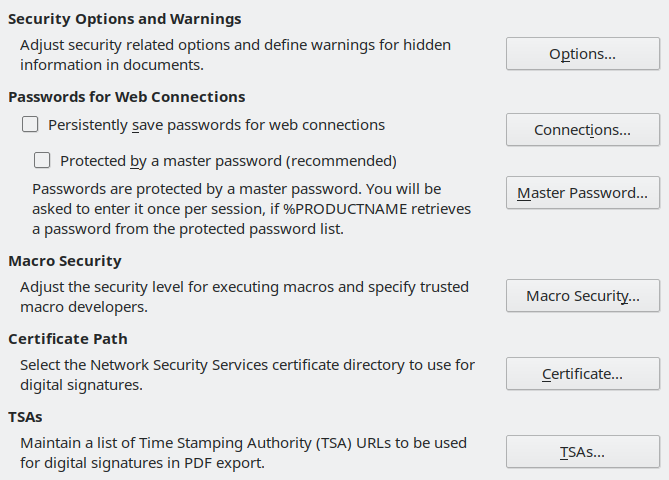 Security Options and Warnings
Adjust security related options and define warnings for hidden
information in documents.
Options...
Passwords for Web Connections
Persistently save passwords for web connections
Connections...
Protected by a master password (recommended)
Passwords are protected by a master password. You will be
asked to enter it once per session, if %PRODUCTNAME retrieves
a password from the protected password list.
Master Password...
Macro Security
Adjust the security level for executing macros and specify trusted
macro developers.
Macro Security...
Certificate Path
Select the Network Security Services certificate directory to use for
digital signatures.
Certificate...
TSAs
Maintain a list of Time Stamping Authority (TSA) URLs to be used
for digital signatures in PDF export.
TSAs...